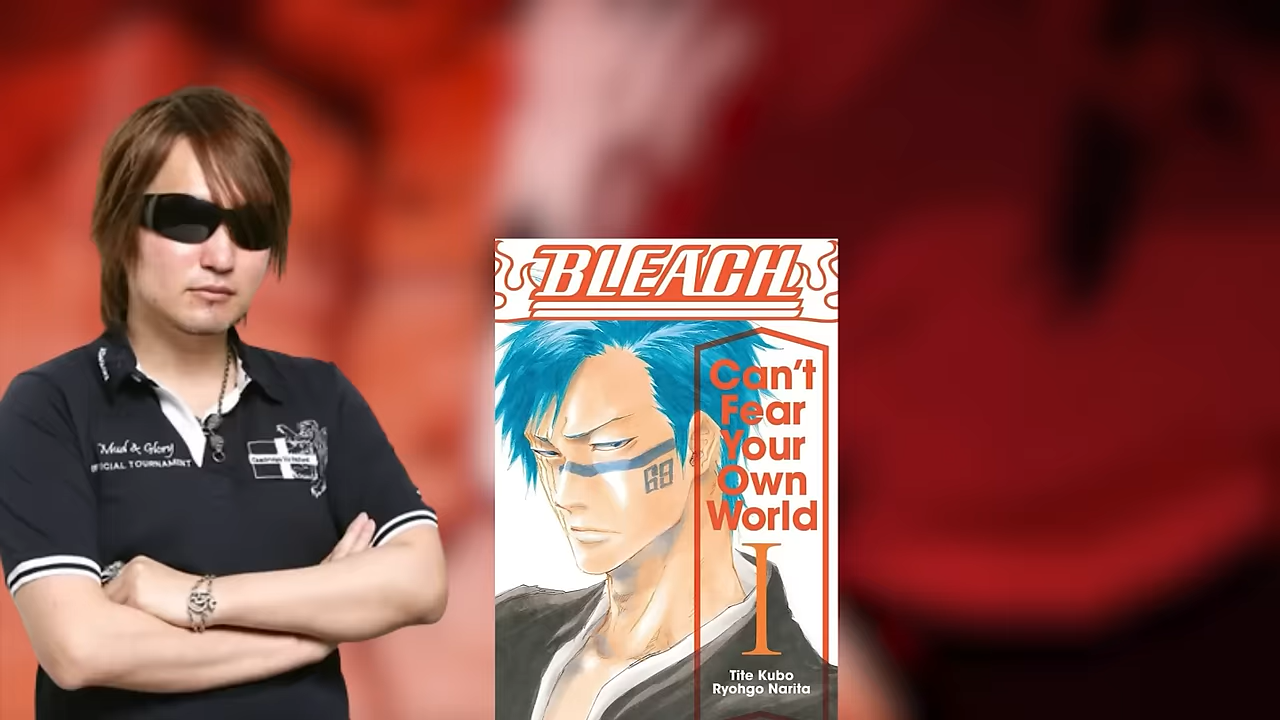 Mud & Glory
OFFICIAL TOURNAMENT
BLEACH
Can't
Fear
Your
Own
World
I
69
Tite Kubo
Ryohgo Narita